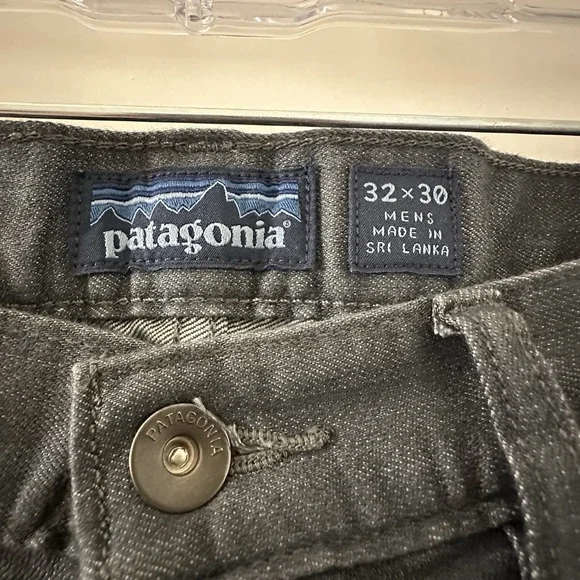 patagonia®
32 × 30
MENS
MADE IN
SRI LANKA
PATAGONIA